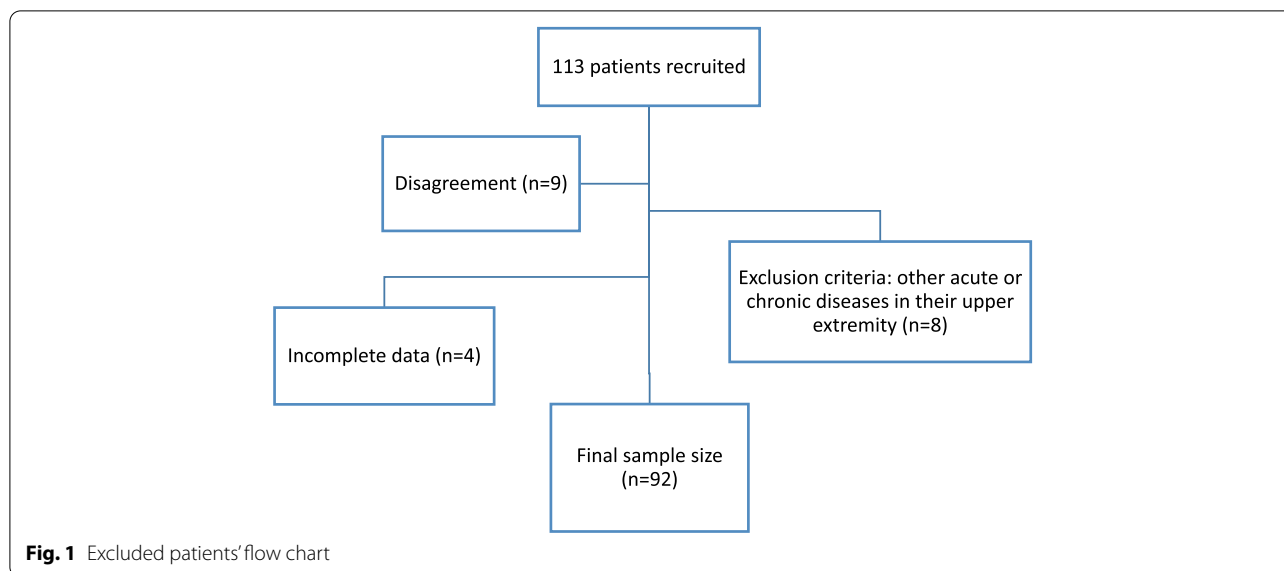 113 patients recruited
Disagreement (n=9)
Exclusion criteria: other acute or
chronic diseases in their upper
extremity (n=8)
Incomplete data (n=4)
Final sample size
(n=92)
Fig. 1 Excluded patients’ flow chart